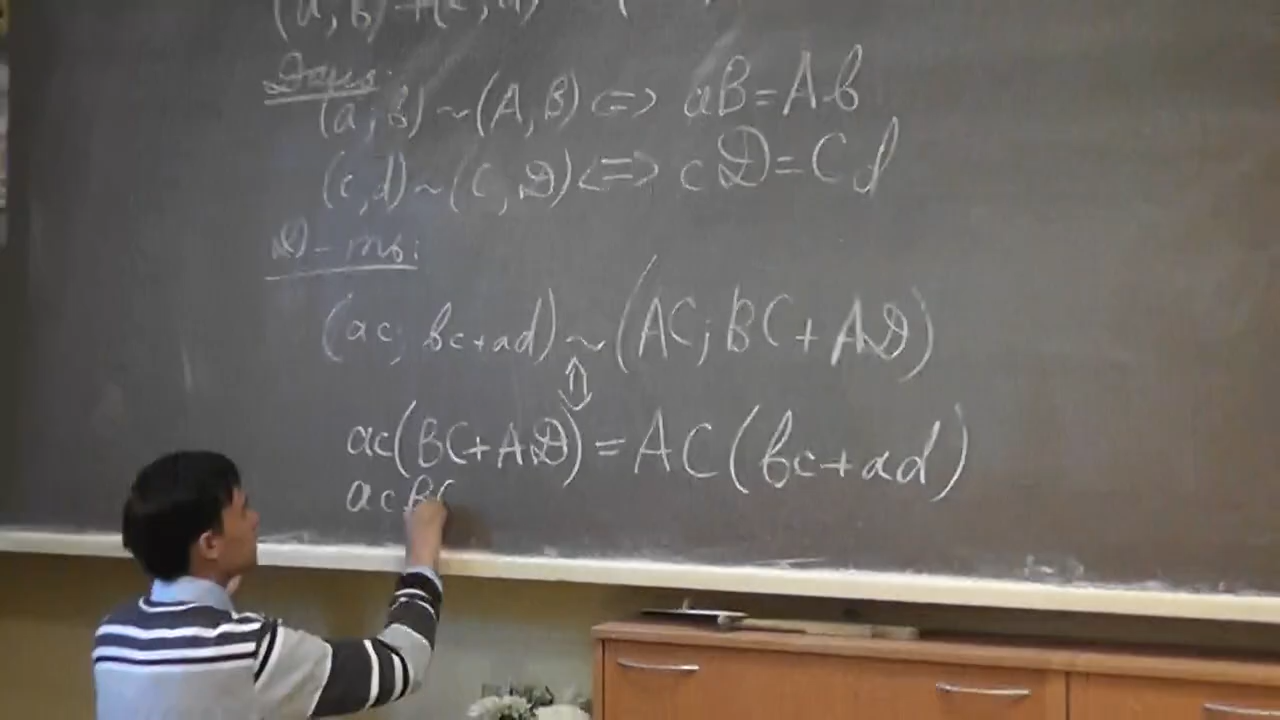 (a, b) + (c, d)
Дано:
(a; b) ~ (A, B) <=> aB = Ab
(c, d) ~ (C, D) <=> cD = Cd
D-ть:
(ac; bc+ad) ~ (AC; BC + AD)
⇕
ac(BC+AD) = AC(bc+ad)
acBC